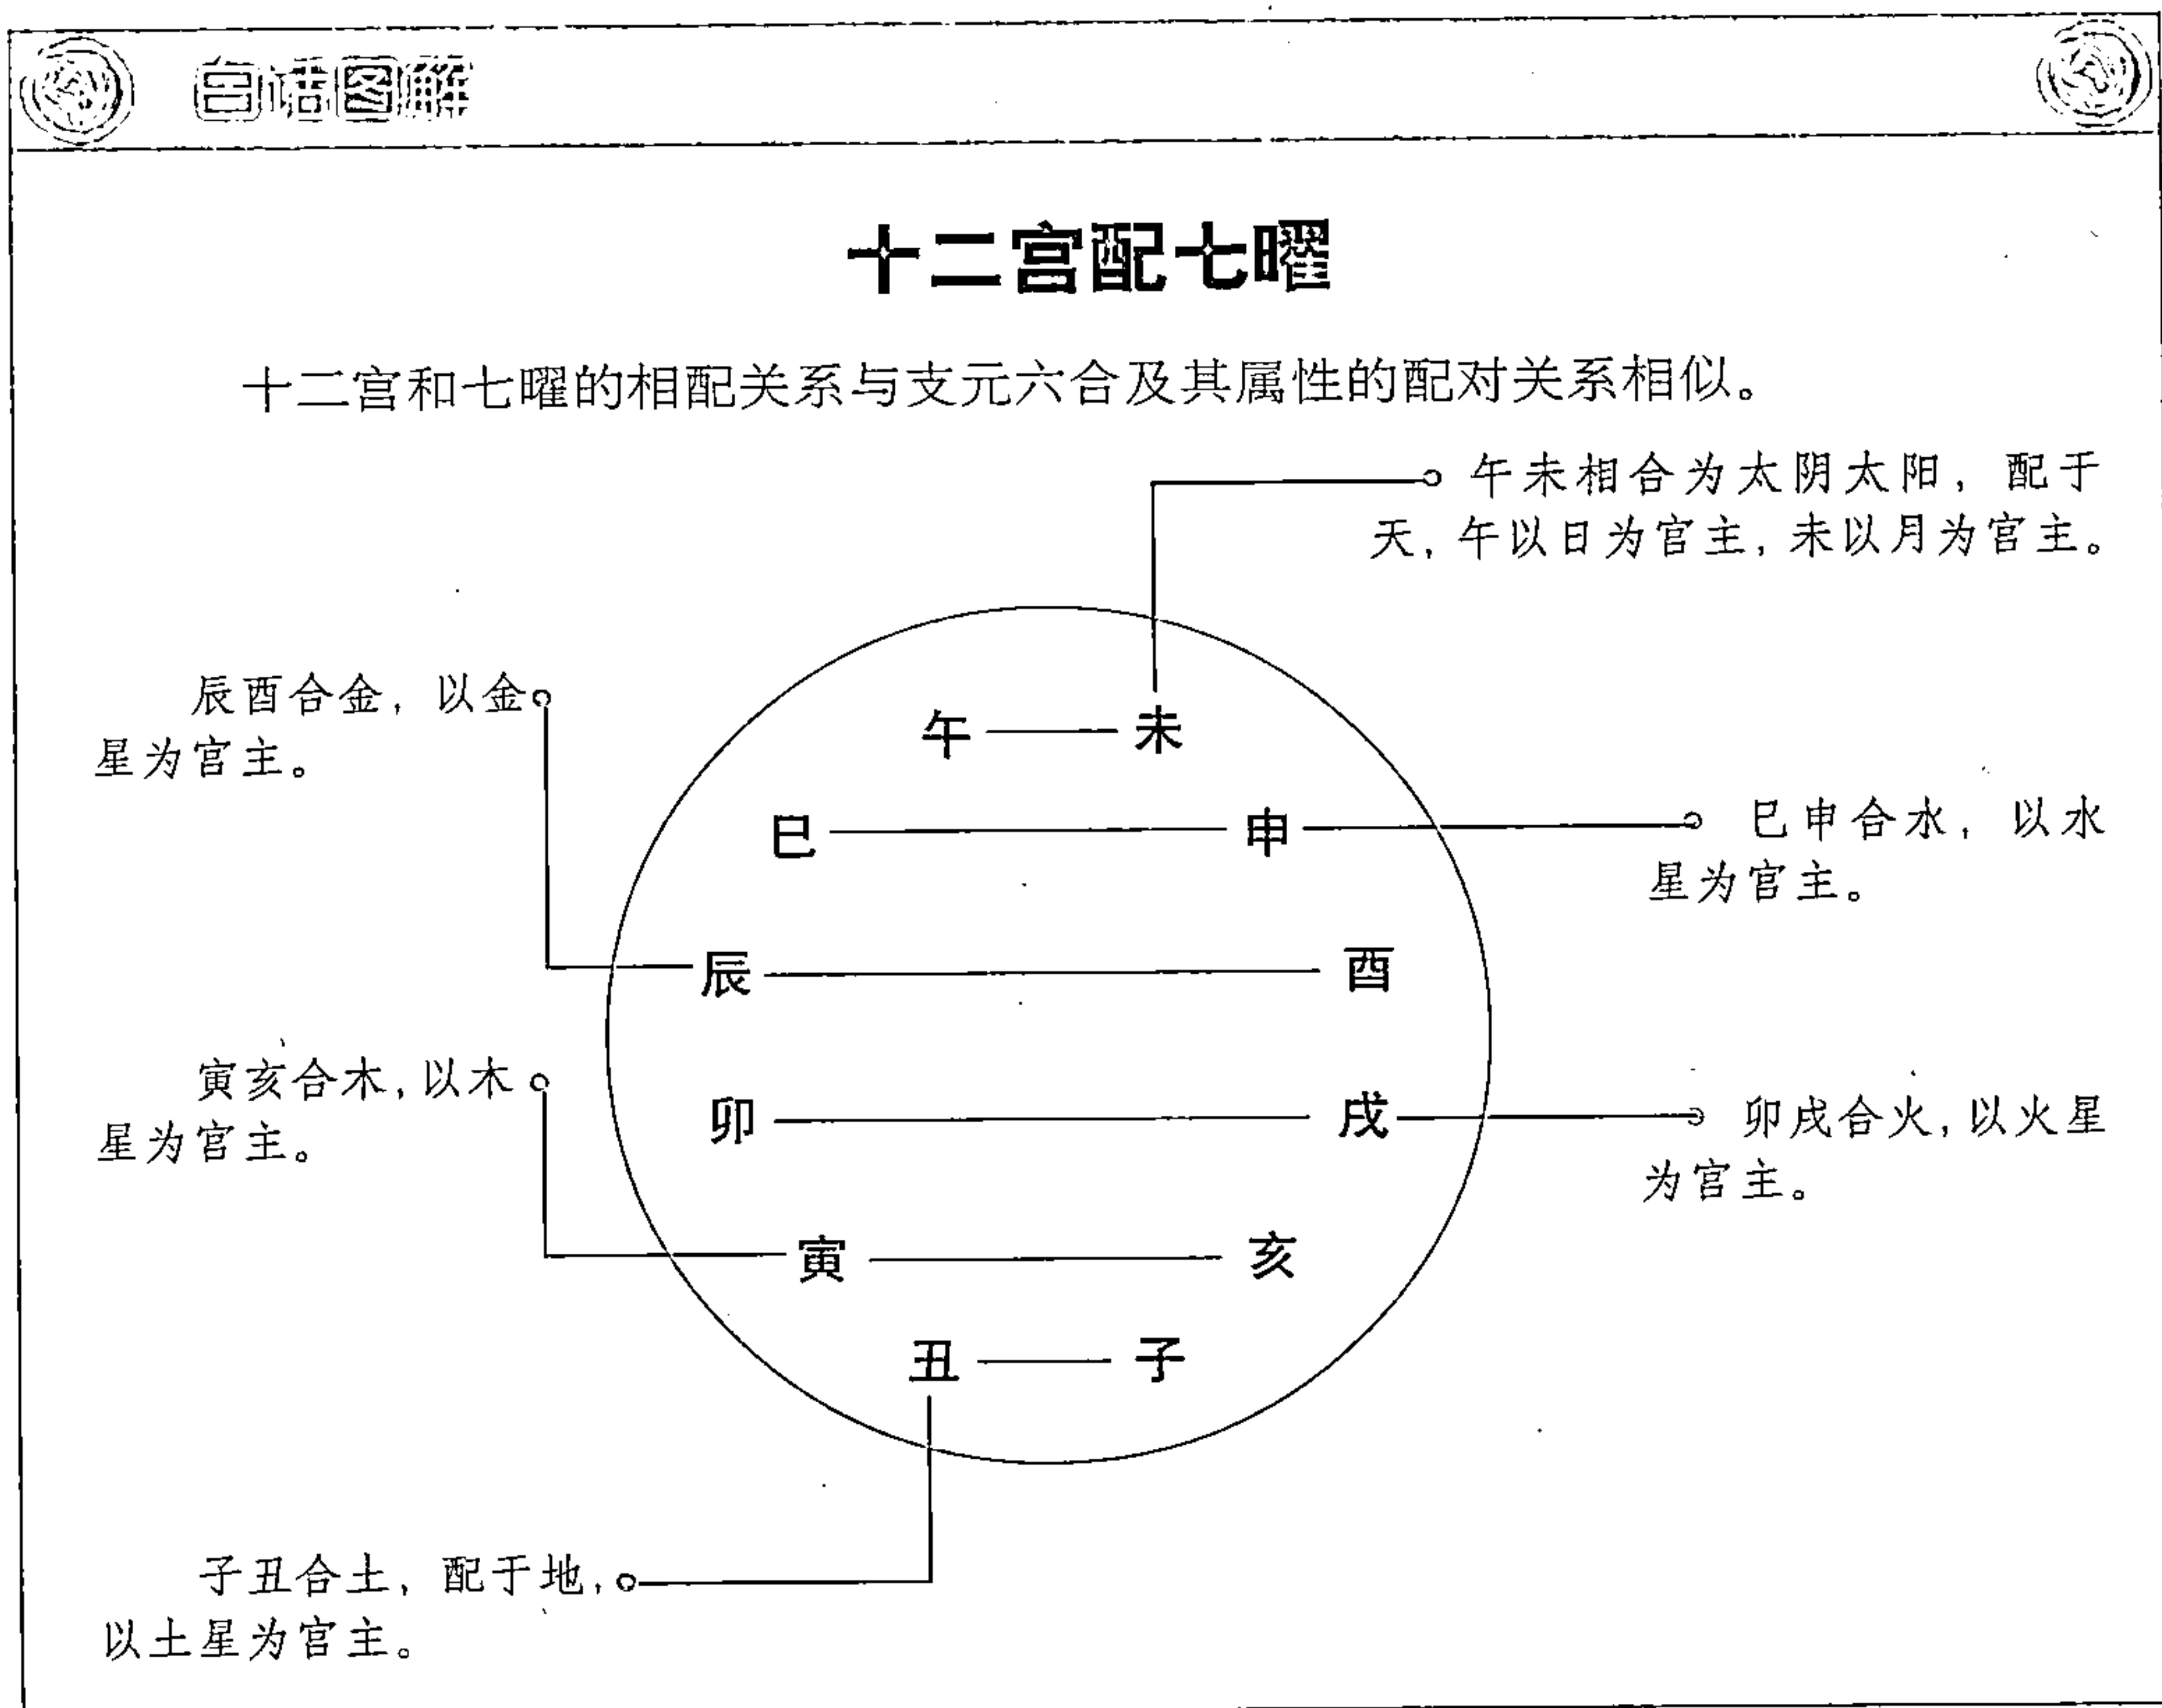 白话图解
十二宫配七曜
十二宫和七曜的相配关系与支元六合及其属性的配对关系相似。
午未相合为太阴太阳，配于
天，午以日为宫主，未以月为宫主。
辰酉合金，以金
星为宫主。
午 未
巳 申
巳申合水，以水
星为宫主。
辰 酉
寅亥合木，以木
星为宫主。
卯 戌
卯戌合火，以火星
为宫主。
寅 亥
丑 子
子丑合土，配于地，
以土星为宫主。